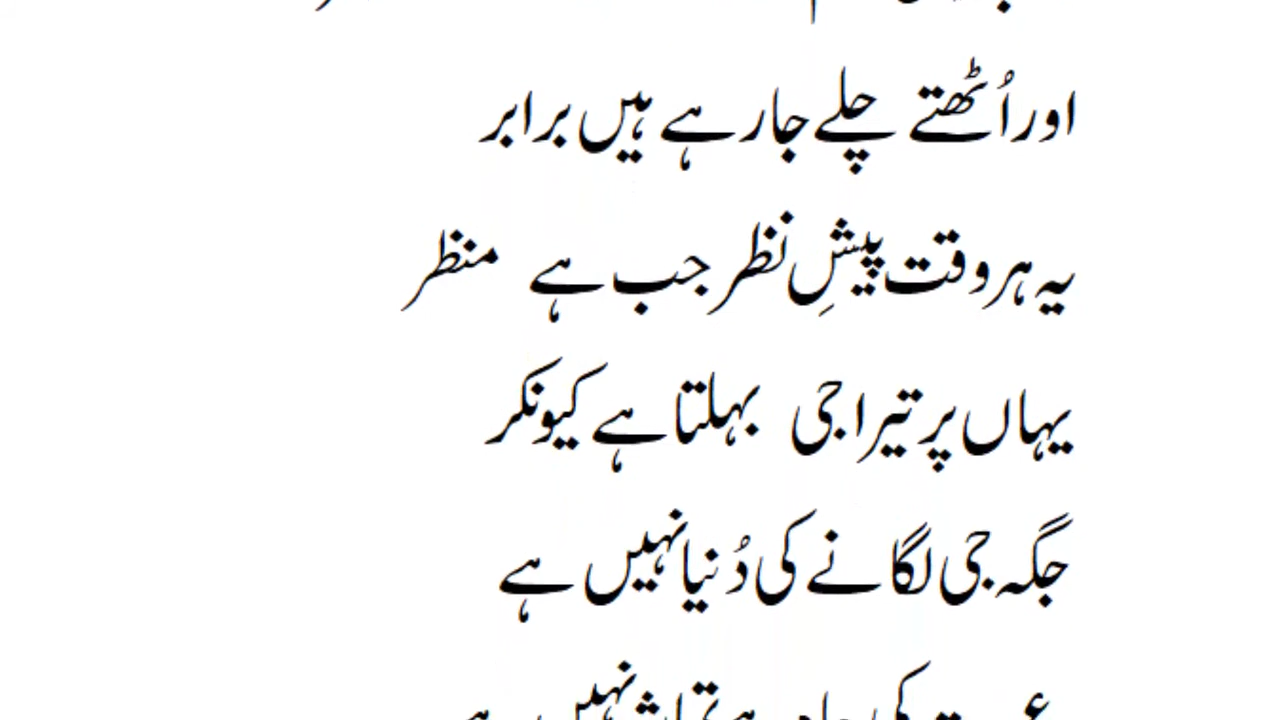 اور اُٹھتے چلے جا رہے ہیں برابر
یہ ہر وقت پیشِ نظر جب ہے منظر
یہاں پر تیرا جی بہلتا ہے کیونکر
جگہ جی لگانے کی دُنیا نہیں ہے